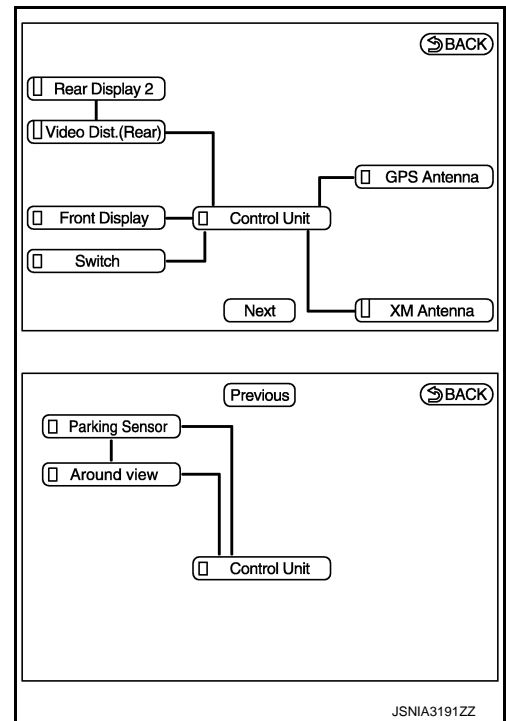 BACK
Rear Display 2
Video Dist.(Rear)
GPS Antenna
Front Display
Control Unit
Switch
Next
XM Antenna
Previous
BACK
Parking Sensor
Around view
Control Unit
JSNIA3191ZZ